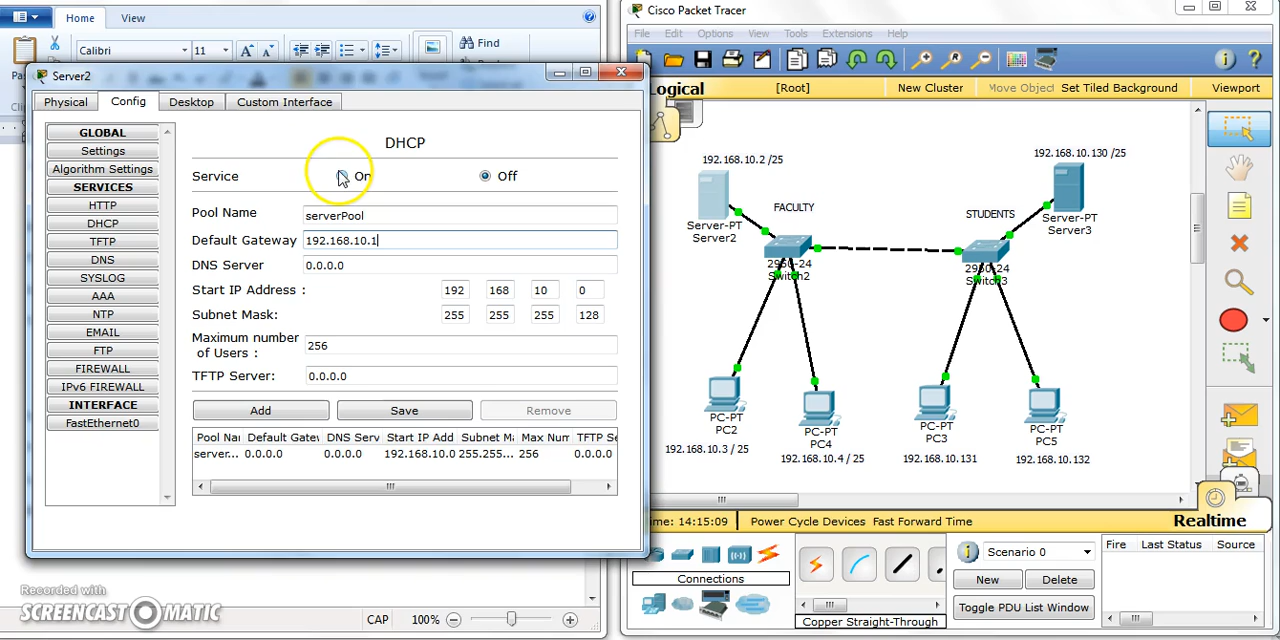 Home View
Calibri 11 Find
Pas
Server2
Physical Config Desktop Custom Interface
GLOBAL
Settings
Algorithm Settings
SERVICES
HTTP
DHCP
TFTP
DNS
SYSLOG
AAA
NTP
EMAIL
FTP
FIREWALL
IPv6 FIREWALL
INTERFACE
FastEthernet0
DHCP
Service On Off
Pool Name serverPool
Default Gateway 192.168.10.1
DNS Server 0.0.0.0
Start IP Address : 192 168 10 0
Subnet Mask: 255 255 255 128
Maximum number
of Users : 256
TFTP Server: 0.0.0.0
Add Save Remove
Pool Nar Default Gatew DNS Serv Start IP Add Subnet Ma Max Num TFTP Se
server... 0.0.0.0 0.0.0.0 192.168.10.0 255.255... 256 0.0.0.0
Recorded with
SCREENCAST MATIC
CAP 100%
Cisco Packet Tracer
File Edit Options View Tools Extensions Help
Logical [Root] New Cluster Move Object Set Tiled Background Viewport
192.168.10.2 /25
192.168.10.130 /25
FACULTY
STUDENTS
Server-PT
Server2
Server-PT
Server3
2950-24
Switch2
2950-24
Switch3
PC-PT
PC2
PC-PT
PC4
PC-PT
PC3
PC-PT
PC5
192.168.10.3 / 25
192.168.10.4 / 25
192.168.10.131
192.168.10.132
ime: 14:15:09 Power Cycle Devices Fast Forward Time Realtime
Connections
Copper Straight-Through
Scenario 0
New Delete
Toggle PDU List Window
Fire Last Status Source